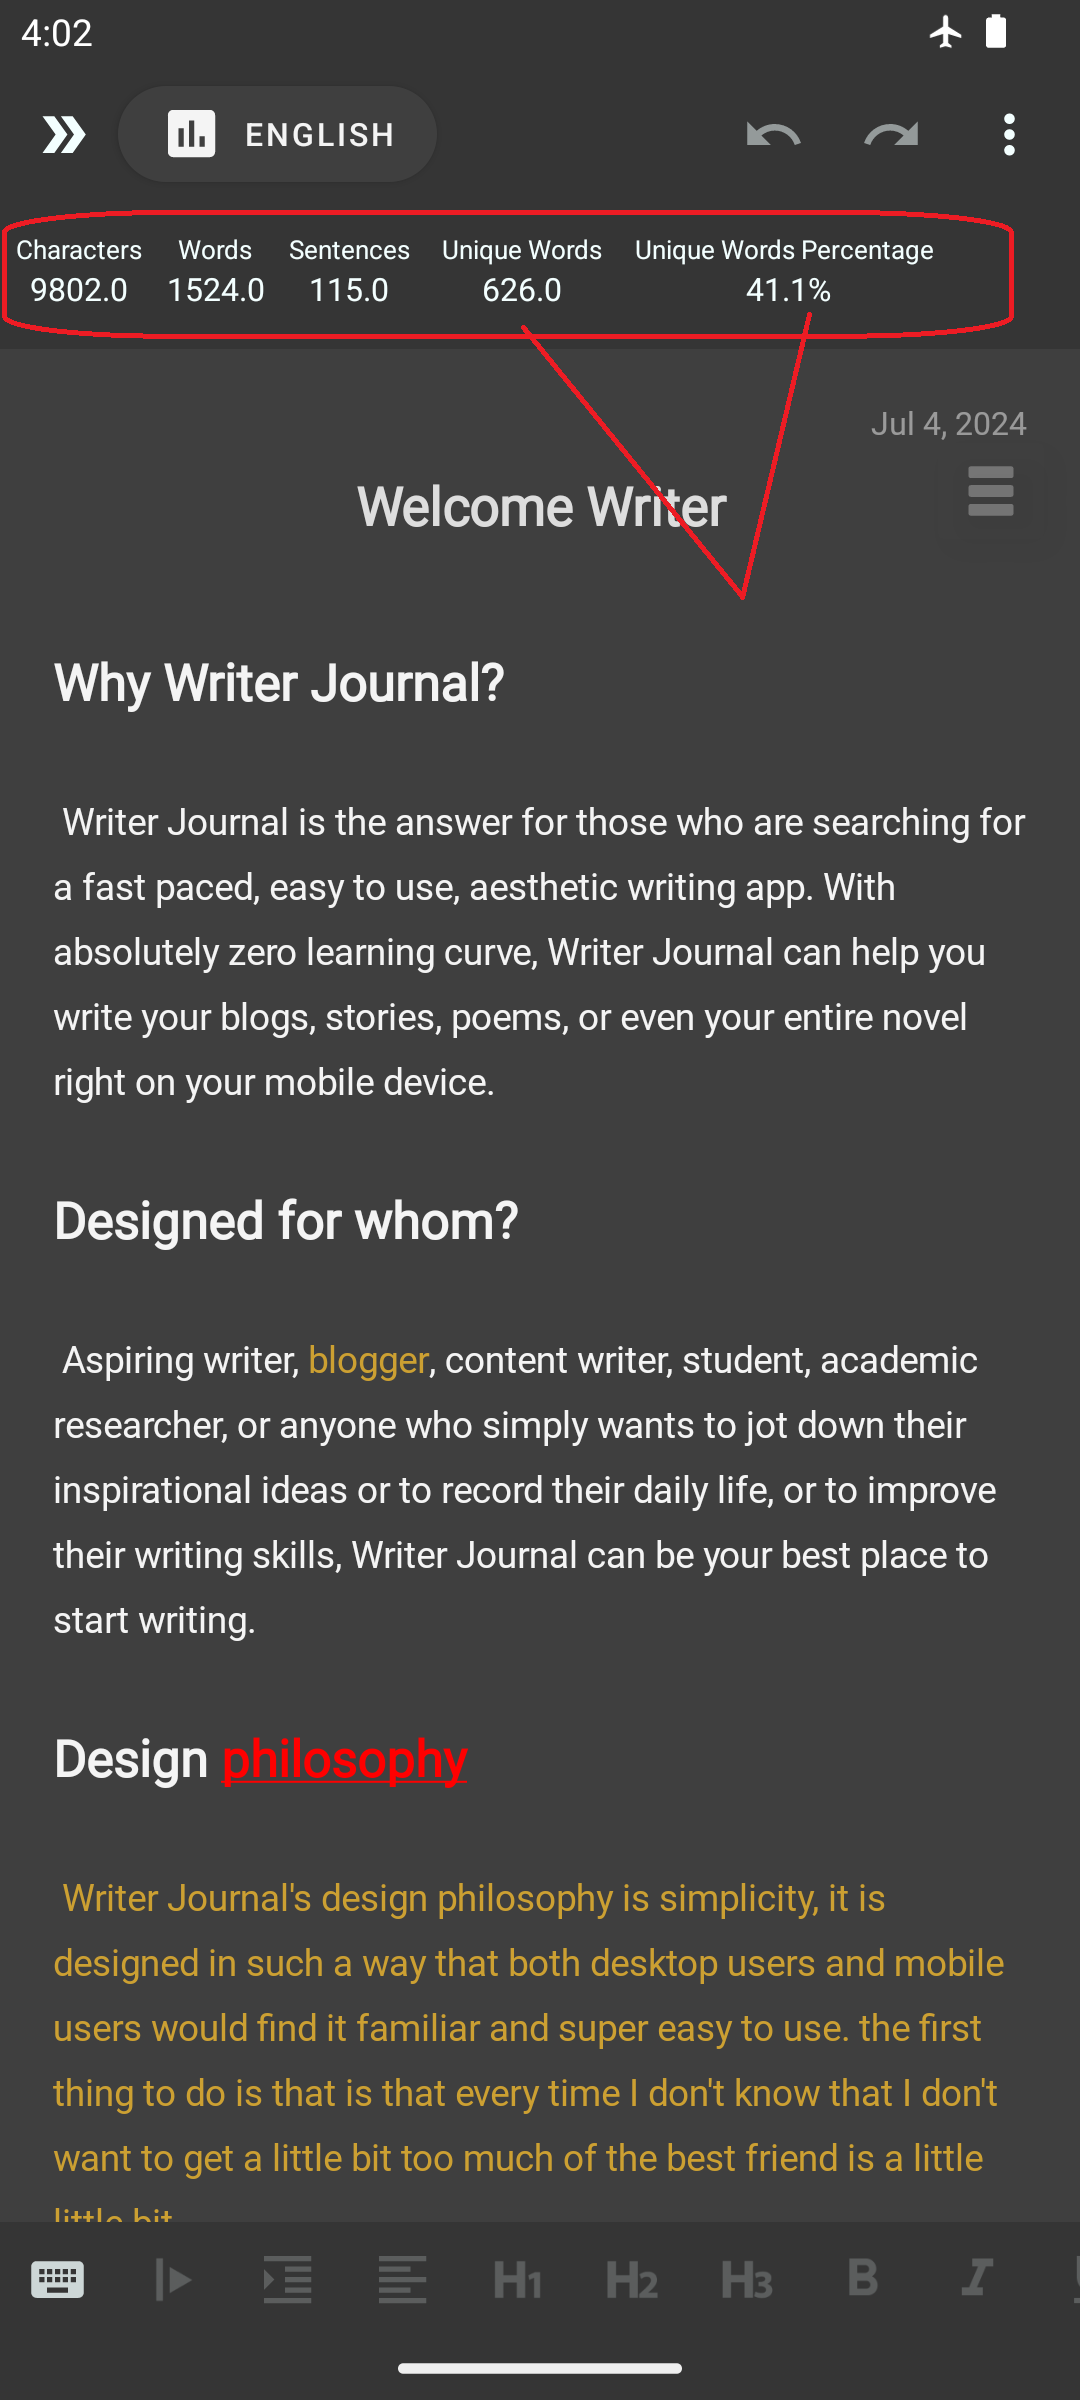 4:02
ENGLISH
Characters Words Sentences Unique Words Unique Words Percentage
9802.0 1524.0 115.0 626.0 41.1%
Jul 4, 2024
Welcome Writer
Why Writer Journal?
Writer Journal is the answer for those who are searching for
a fast paced, easy to use, aesthetic writing app. With
absolutely zero learning curve, Writer Journal can help you
write your blogs, stories, poems, or even your entire novel
right on your mobile device.
Designed for whom?
Aspiring writer, blogger, content writer, student, academic
researcher, or anyone who simply wants to jot down their
inspirational ideas or to record their daily life, or to improve
their writing skills, Writer Journal can be your best place to
start writing.
Design philosophy
Writer Journal's design philosophy is simplicity, it is
designed in such a way that both desktop users and mobile
users would find it familiar and super easy to use. the first
thing to do is that is that every time I don't know that I don't
want to get a little bit too much of the best friend is a little
little bit
H1 H2 H3 B I